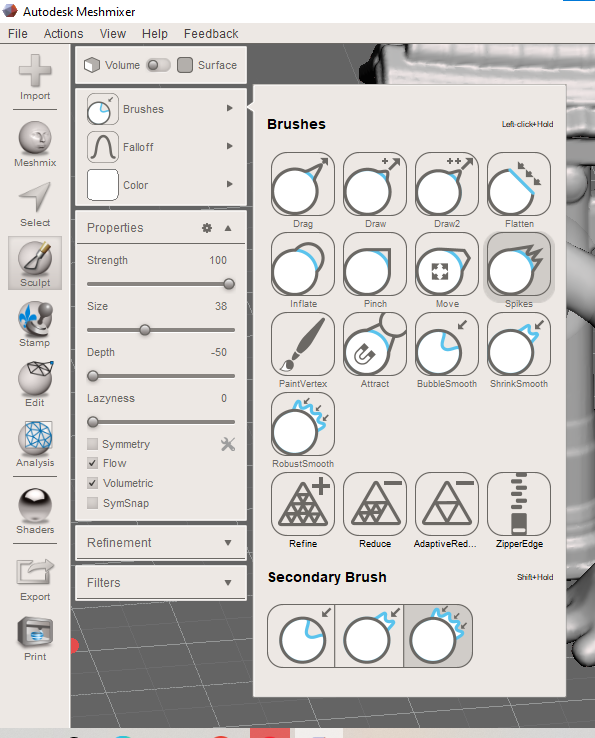 Autodesk Meshmixer
File Actions View Help Feedback
Import
Meshmix
Select
Sculpt
Stamp
Edit
Analysis
Shaders
Export
Print
Volume Surface
Brushes
Falloff
Color
Properties
Strength 100
Size 38
Depth -50
Lazyness 0
Symmetry
Flow
Volumetric
SymSnap
Refinement
Filters
Brushes Left-click+Hold
Drag Draw Draw2 Flatten
Inflate Pinch Move Spikes
PaintVertex Attract BubbleSmooth ShrinkSmooth
RobustSmooth
Refine Reduce AdaptiveRed... ZipperEdge
Secondary Brush Shift+Hold